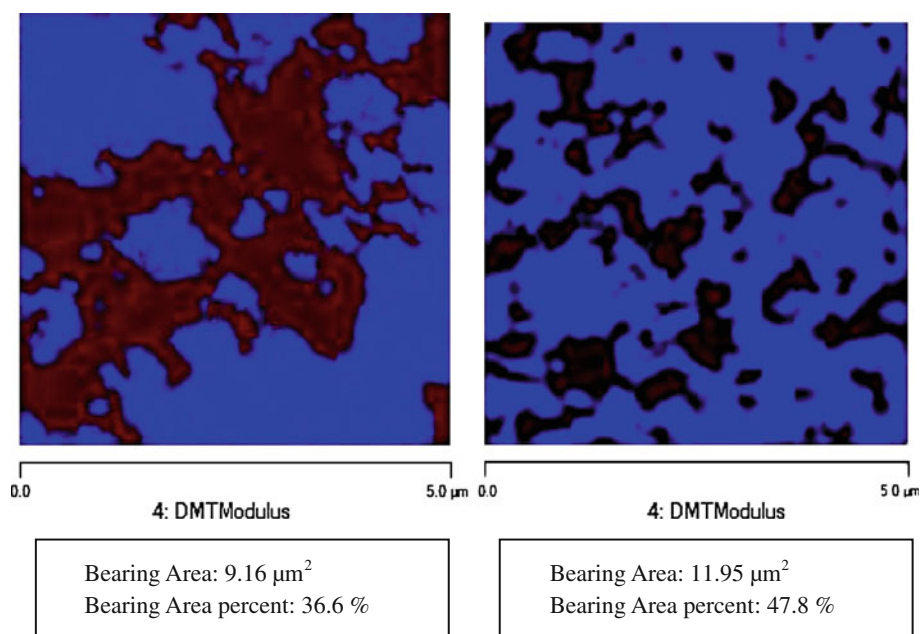 0.0 5.0 µm
4: DMTModulus
Bearing Area: 9.16 µm²
Bearing Area percent: 36.6 %
0.0 5 0 µm
4: DMTModulus
Bearing Area: 11.95 µm²
Bearing Area percent: 47.8 %